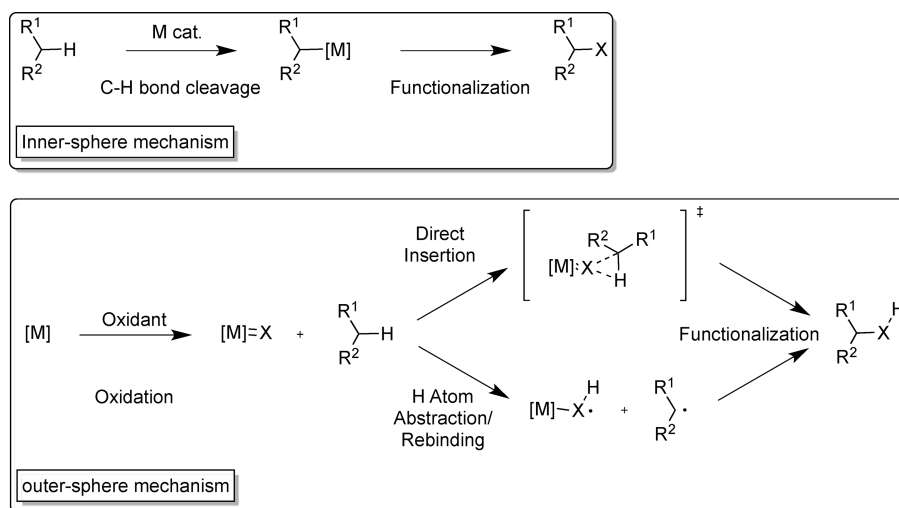 R1 H R2
M cat.
C-H bond cleavage
R1 [M] R2
Functionalization
R1 X R2
Inner-sphere mechanism
[M]
Oxidant
Oxidation
[M]=X + R1 H R2
Direct
Insertion
R2 R1 [M] X H ‡
H Atom
Abstraction/
Rebinding
[M] X H • + R1 R2 •
Functionalization
R1 R2 X H
outer-sphere mechanism